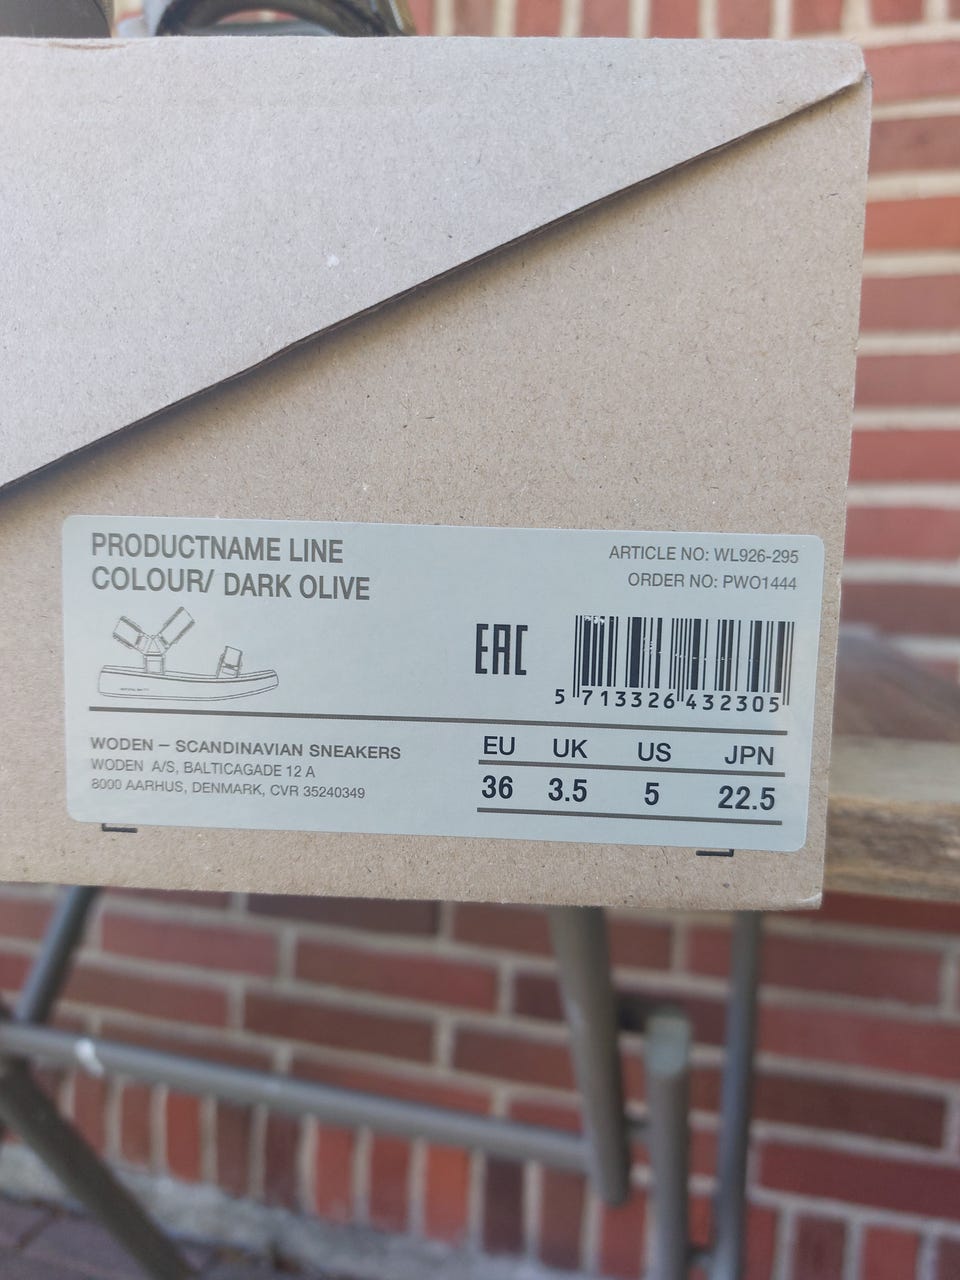 PRODUCTNAME LINE
COLOUR/ DARK OLIVE
ARTICLE NO: WL926-295
ORDER NO: PWO1444
EAC
5 713326 432305
WODEN – SCANDINAVIAN SNEAKERS
WODEN A/S, BALTICAGADE 12 A
8000 AARHUS, DENMARK, CVR 35240349
EU UK US JPN
36 3.5 5 22.5